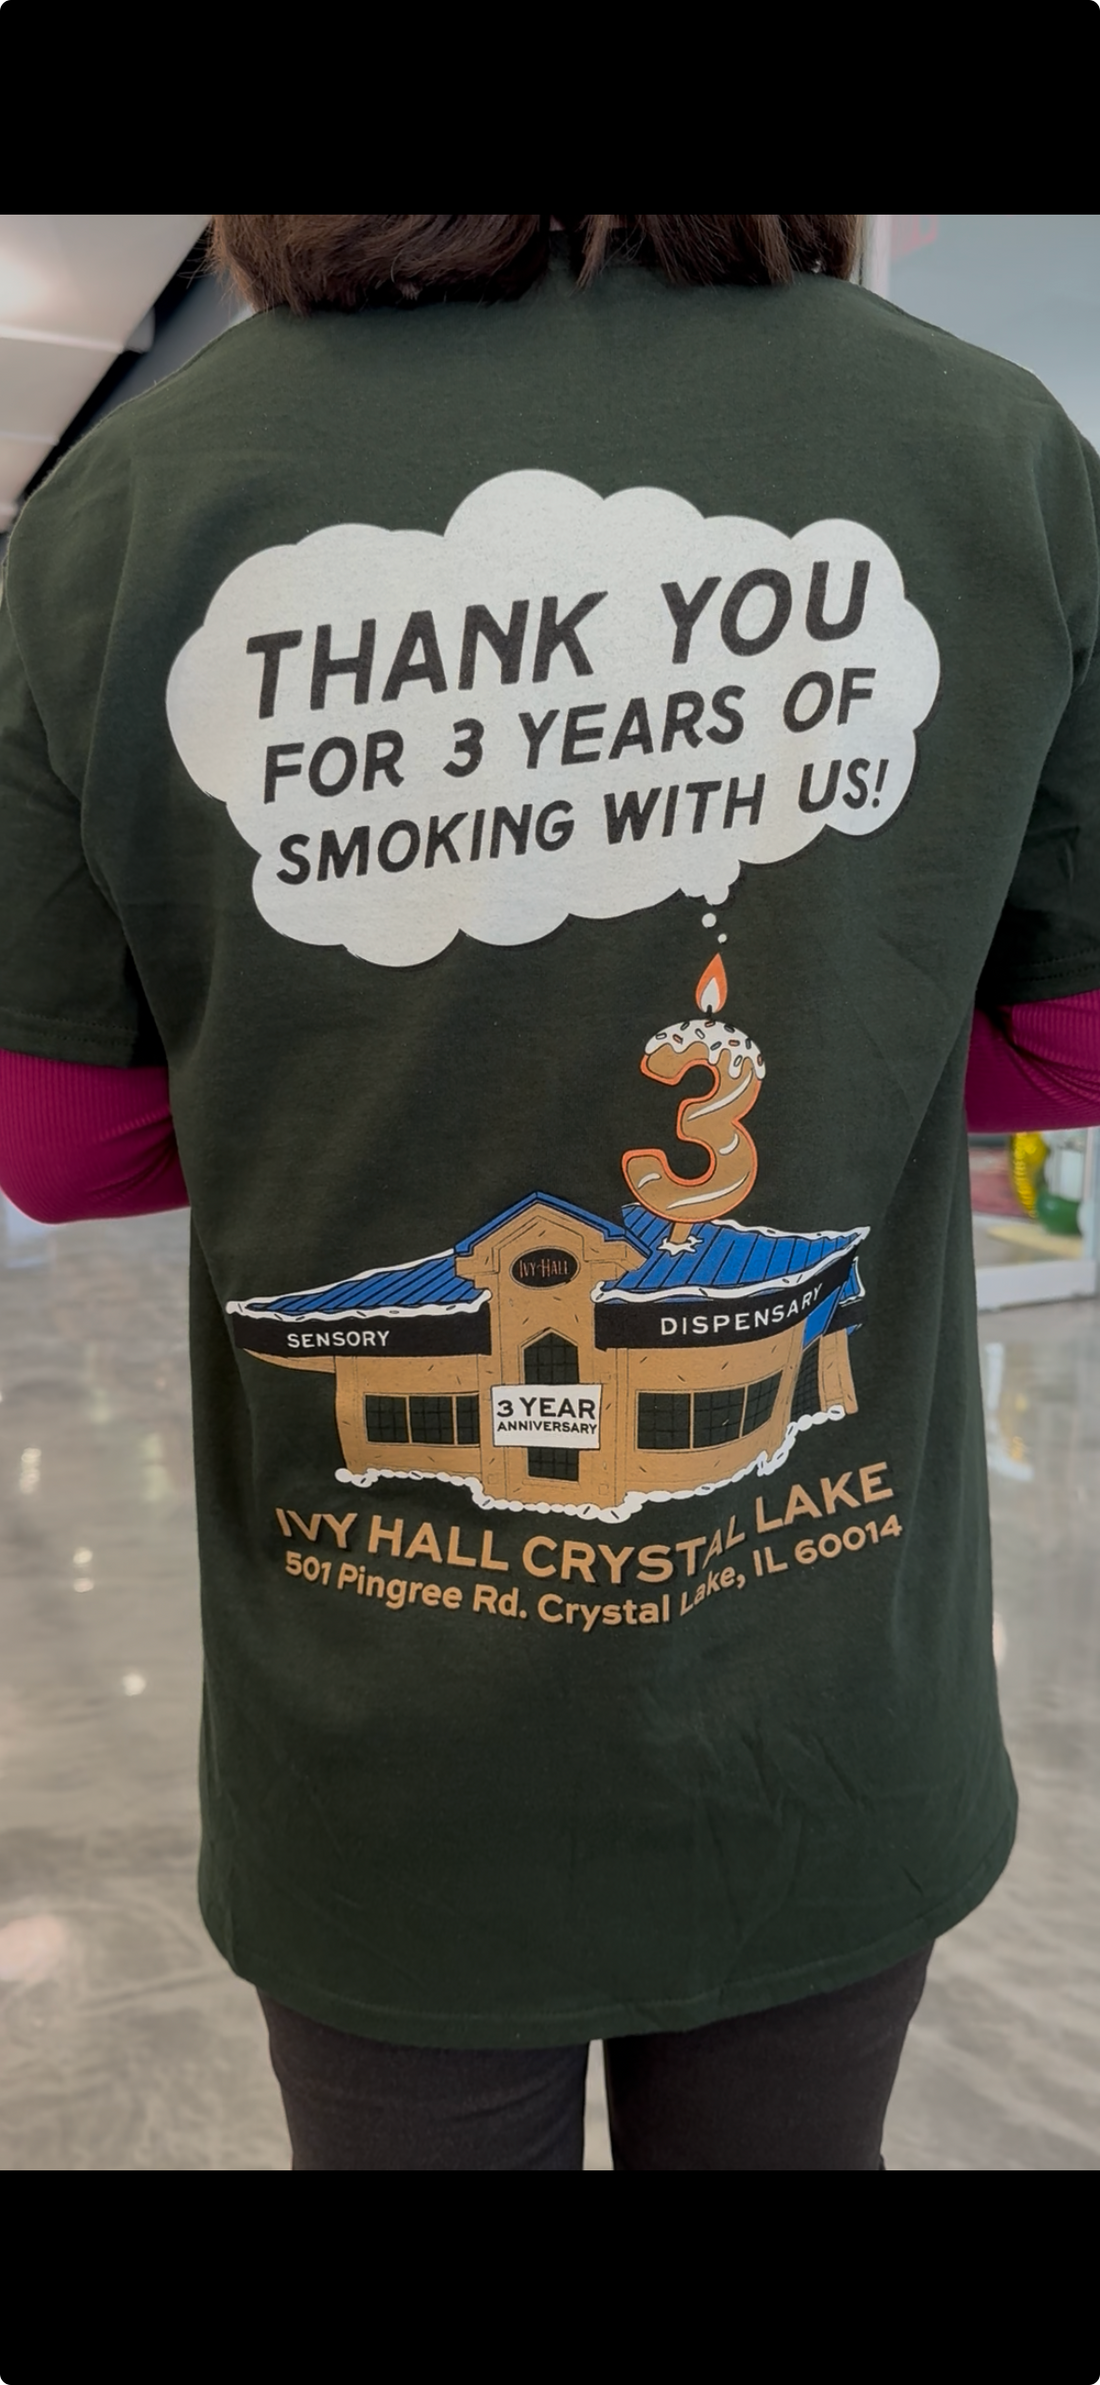 THANK YOU
FOR 3 YEARS OF
SMOKING WITH US!
3
IVY HALL
SENSORY
DISPENSARY
3 YEAR
ANNIVERSARY
IVY HALL CRYSTAL LAKE
501 Pingree Rd. Crystal Lake, IL 60014